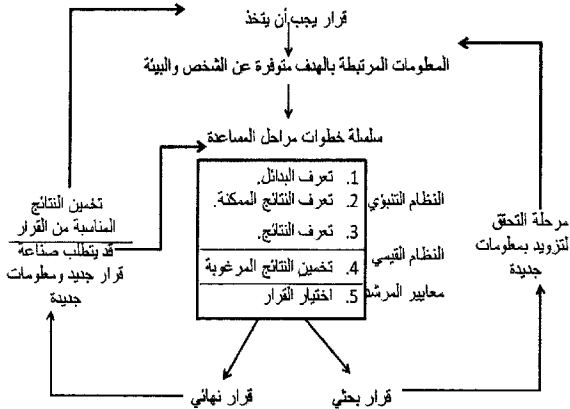 قرار يجب أن يتخذ
المعلومات المرتبطة بالهدف متوفرة عن الشخص والبيئة
سلسلة خطوات مراحل المساعدة
1. تعرف البدائل.
النظام التنبؤي
2. تعرف النتائج الممكنة.
3. تعرف النتائج.
النظام القيمي
4. تخمين النتائج المرغوبة
معايير المرشد
5. اختيار القرار
مرحلة التحقق
لتزويد بمعلومات
جديدة
تخمين النتائج
المناسبة من القرار
قد يتطلب صناعة
قرار جديد ومعلومات
جديدة
قرار بحثي
قرار نهائي